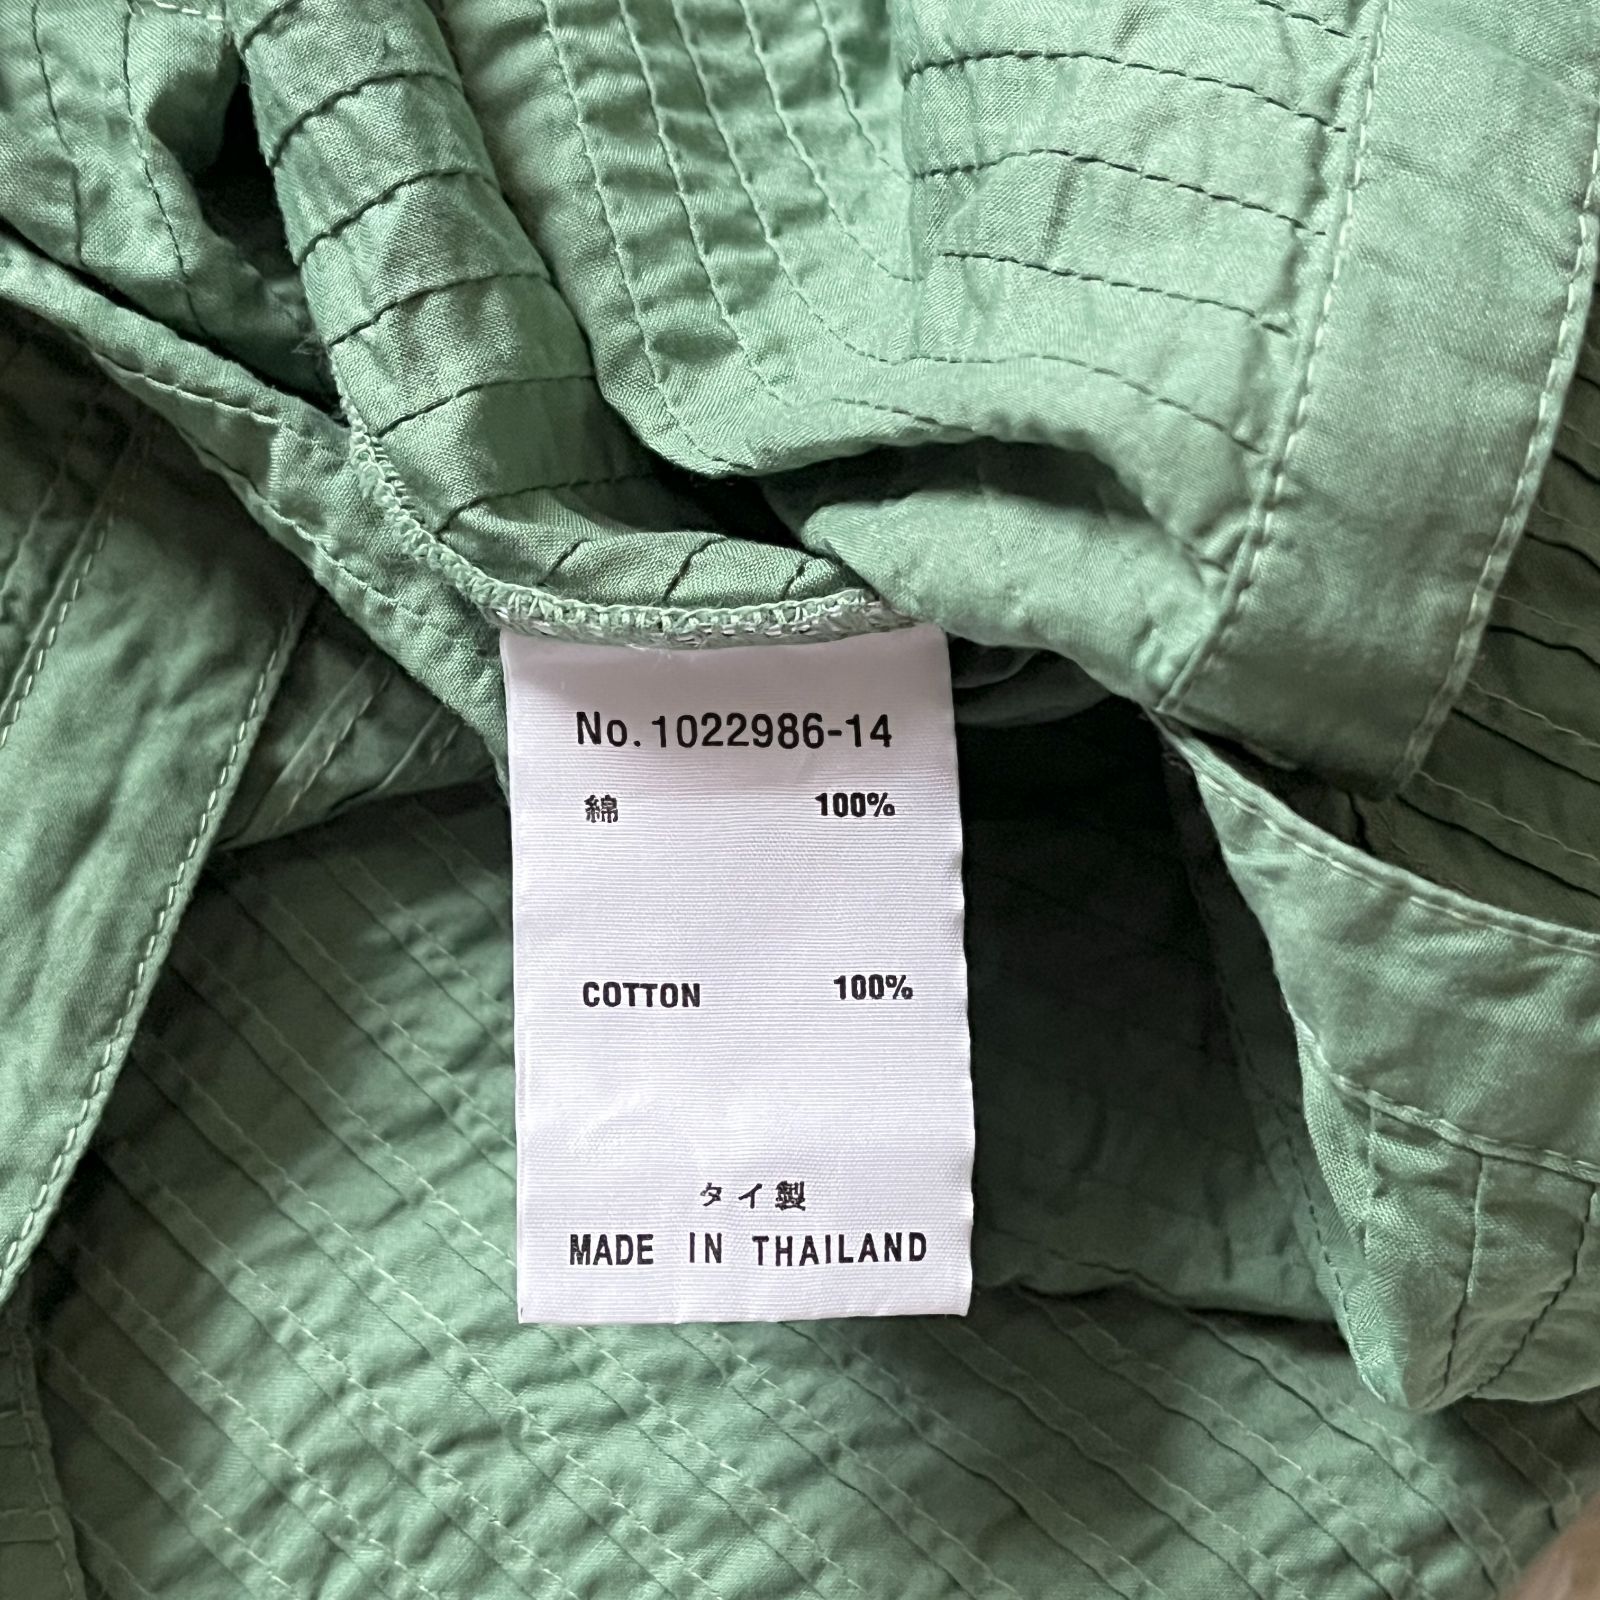 No. 1022986-14
綿 100%
COTTON 100%
タイ製
MADE IN THAILAND